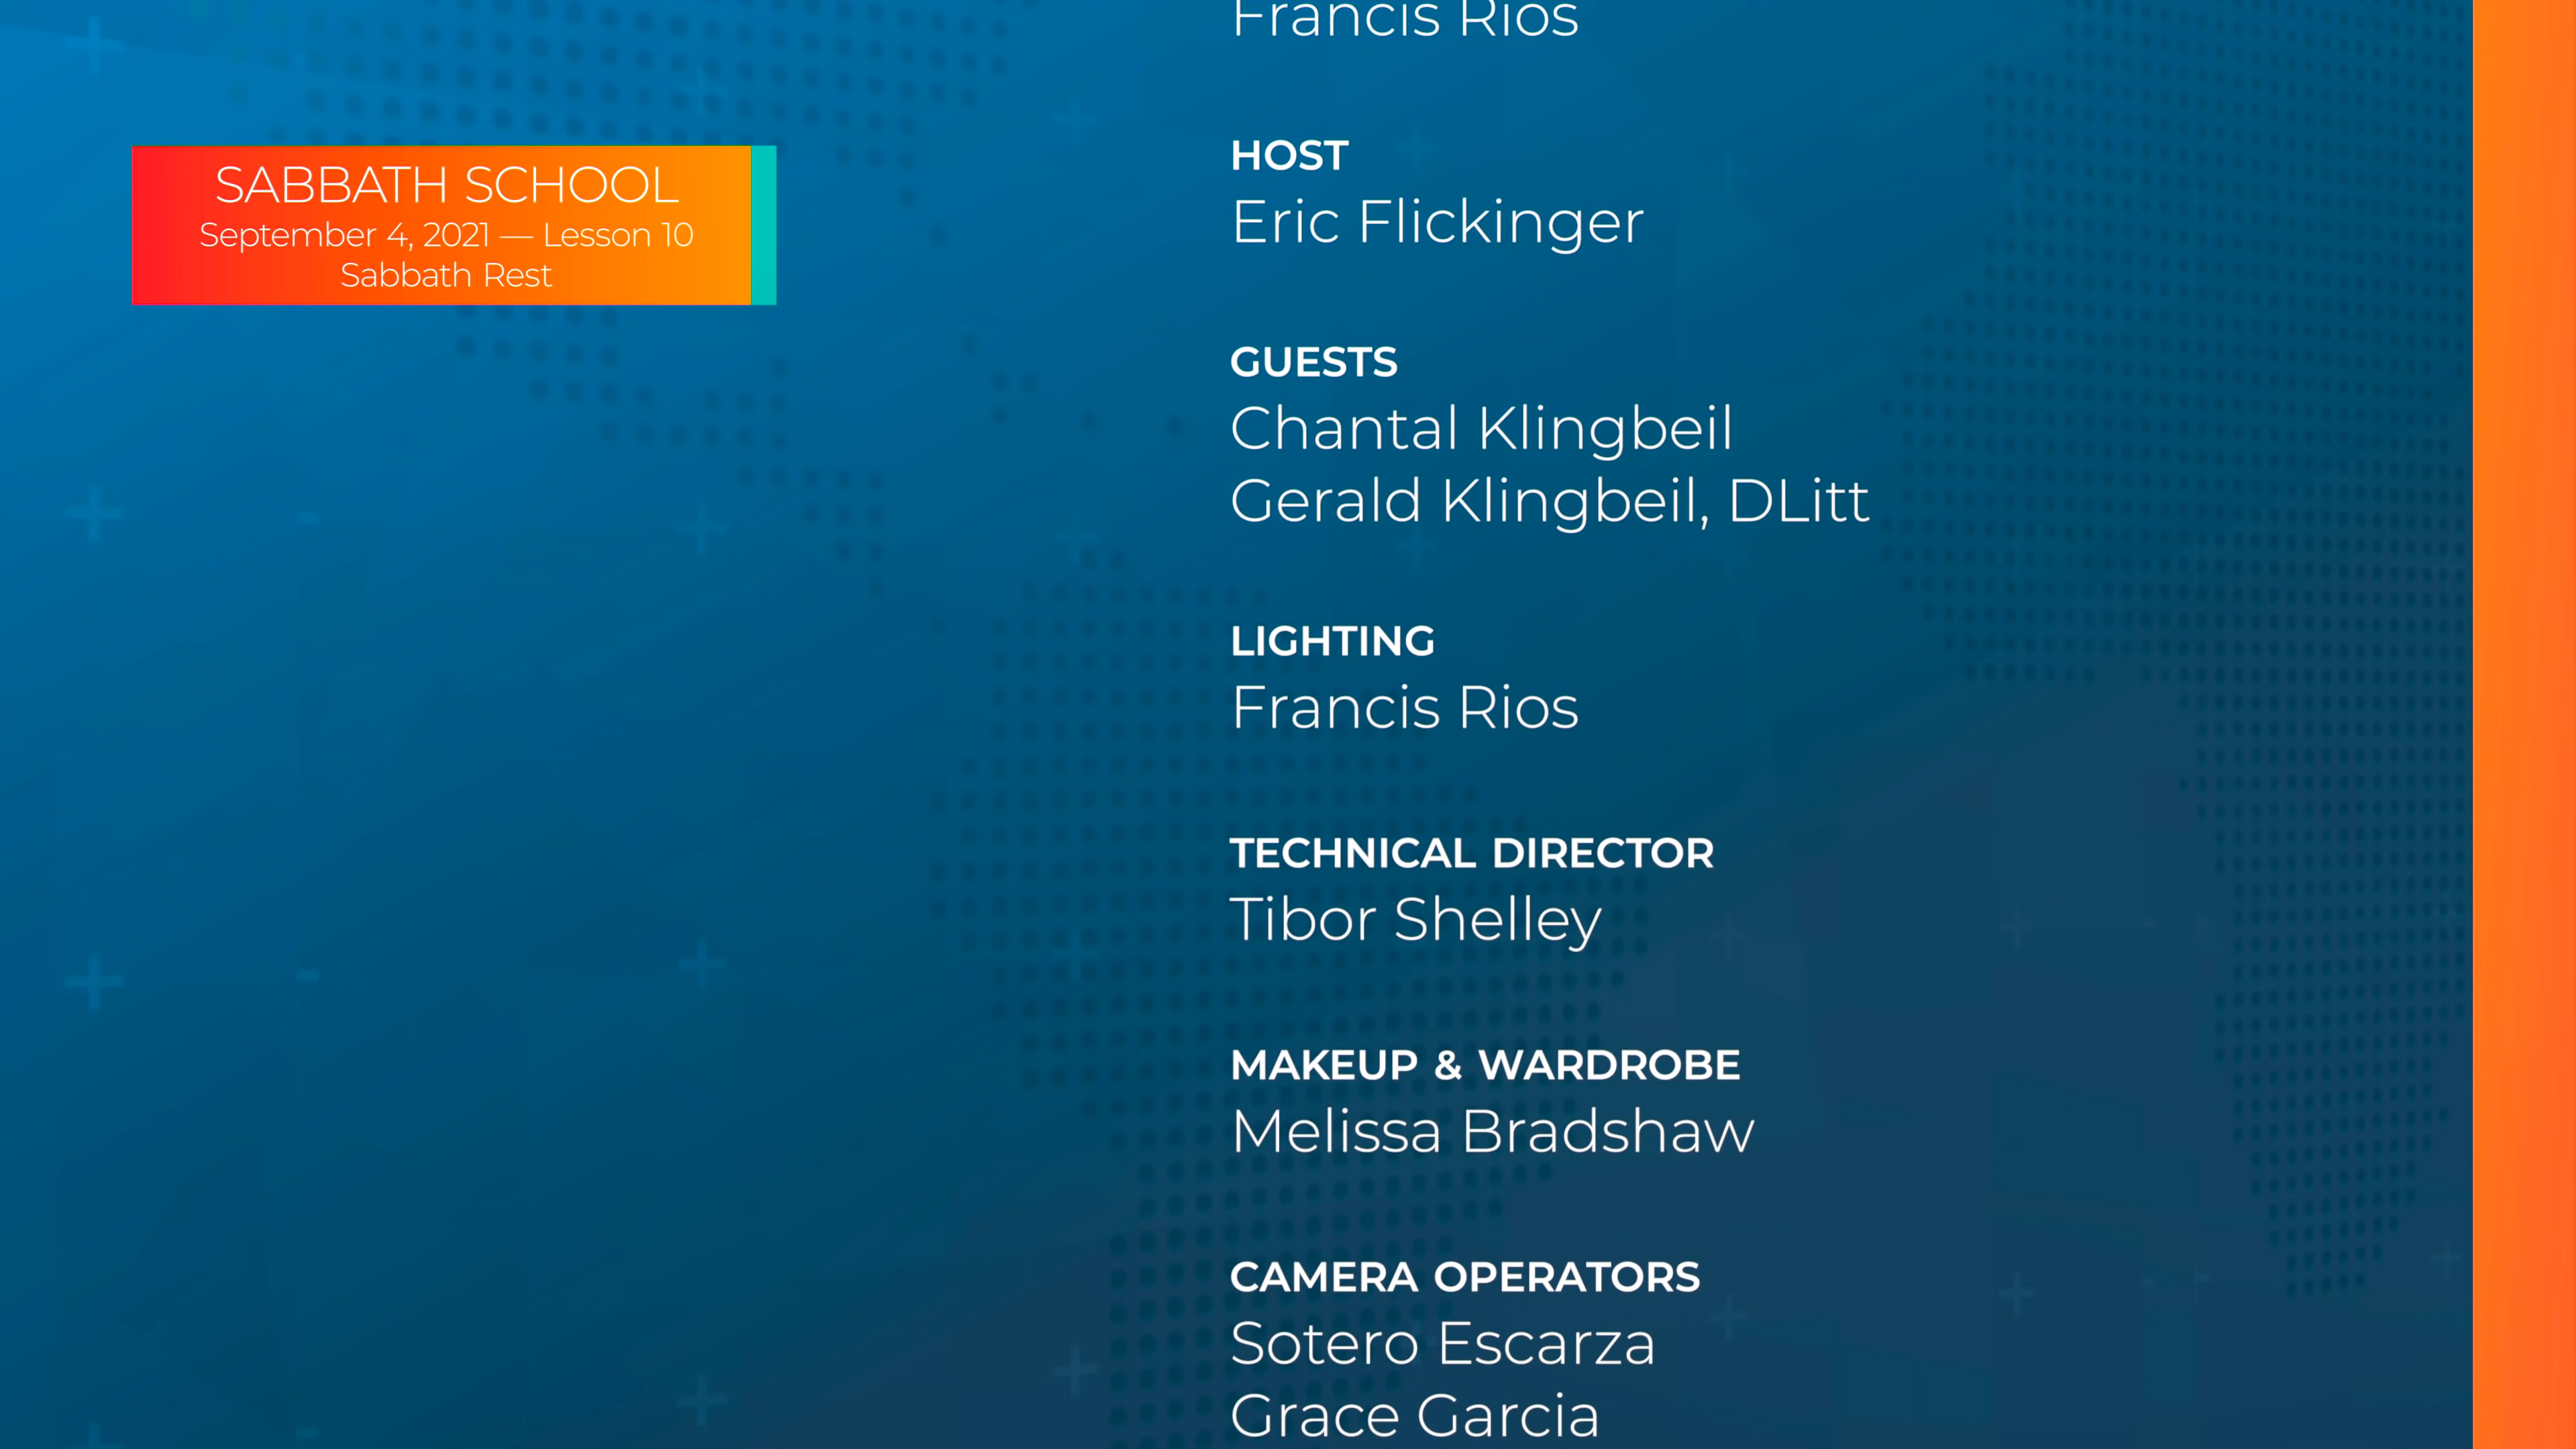 SABBATH SCHOOL
September 4, 2021 — Lesson 10
Sabbath Rest
Francis Rios
HOST
Eric Flickinger
GUESTS
Chantal Klingbeil
Gerald Klingbeil, DLitt
LIGHTING
Francis Rios
TECHNICAL DIRECTOR
Tibor Shelley
MAKEUP & WARDROBE
Melissa Bradshaw
CAMERA OPERATORS
Sotero Escarza
Grace Garcia